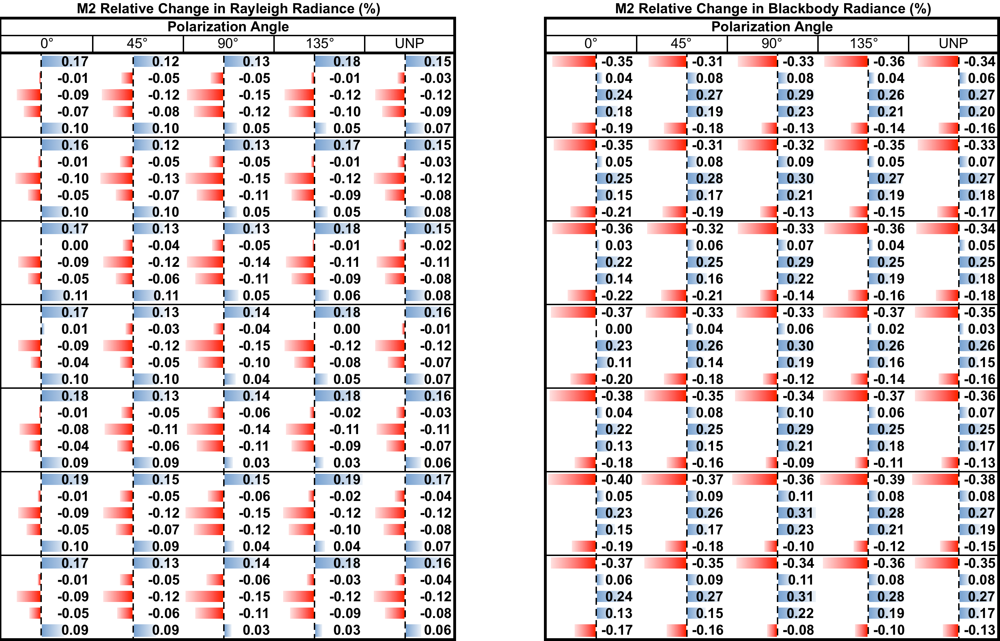 M2 Relative Change in Rayleigh Radiance (%)
Polarization Angle
0° 45° 90° 135° UNP
0.17 0.12 0.13 0.18 0.15
-0.01 -0.05 -0.05 -0.01 -0.03
-0.09 -0.12 -0.15 -0.12 -0.12
-0.07 -0.08 -0.12 -0.10 -0.09
0.10 0.10 0.05 0.05 0.07
0.16 0.12 0.13 0.17 0.15
-0.01 -0.05 -0.05 -0.01 -0.03
-0.10 -0.13 -0.15 -0.12 -0.12
-0.05 -0.07 -0.11 -0.09 -0.08
0.10 0.10 0.05 0.05 0.08
0.17 0.13 0.13 0.18 0.15
0.00 -0.04 -0.05 -0.01 -0.02
-0.09 -0.12 -0.14 -0.11 -0.11
-0.05 -0.06 -0.11 -0.09 -0.08
0.11 0.11 0.05 0.06 0.08
0.17 0.13 0.14 0.18 0.16
0.01 -0.03 -0.04 0.00 -0.01
-0.09 -0.12 -0.15 -0.12 -0.12
-0.04 -0.05 -0.10 -0.08 -0.07
0.10 0.10 0.04 0.05 0.07
0.18 0.13 0.14 0.18 0.16
-0.01 -0.05 -0.06 -0.02 -0.03
-0.08 -0.11 -0.14 -0.11 -0.11
-0.04 -0.06 -0.11 -0.09 -0.07
0.09 0.09 0.03 0.03 0.06
0.19 0.15 0.15 0.19 0.17
-0.01 -0.05 -0.06 -0.02 -0.04
-0.09 -0.12 -0.15 -0.12 -0.12
-0.05 -0.07 -0.12 -0.10 -0.08
0.10 0.09 0.04 0.04 0.07
0.17 0.13 0.14 0.18 0.16
-0.01 -0.05 -0.06 -0.03 -0.04
-0.09 -0.12 -0.15 -0.12 -0.12
-0.05 -0.06 -0.11 -0.09 -0.08
0.09 0.09 0.03 0.03 0.06
M2 Relative Change in Blackbody Radiance (%)
Polarization Angle
0° 45° 90° 135° UNP
-0.35 -0.31 -0.33 -0.36 -0.34
0.04 0.08 0.08 0.04 0.06
0.24 0.27 0.29 0.26 0.27
0.18 0.19 0.23 0.21 0.20
-0.19 -0.18 -0.13 -0.14 -0.16
-0.35 -0.31 -0.32 -0.35 -0.33
0.05 0.08 0.09 0.05 0.07
0.25 0.28 0.30 0.27 0.27
0.15 0.17 0.21 0.19 0.18
-0.21 -0.19 -0.13 -0.15 -0.17
-0.36 -0.32 -0.33 -0.36 -0.34
0.03 0.06 0.07 0.04 0.05
0.22 0.25 0.29 0.25 0.25
0.14 0.16 0.22 0.19 0.18
-0.22 -0.21 -0.14 -0.16 -0.18
-0.37 -0.33 -0.33 -0.37 -0.35
0.00 0.04 0.06 0.02 0.03
0.23 0.26 0.30 0.26 0.26
0.11 0.14 0.19 0.16 0.15
-0.20 -0.18 -0.12 -0.14 -0.16
-0.38 -0.35 -0.34 -0.37 -0.36
0.04 0.08 0.10 0.06 0.07
0.22 0.25 0.29 0.25 0.25
0.13 0.15 0.21 0.18 0.17
-0.18 -0.16 -0.09 -0.11 -0.13
-0.40 -0.37 -0.36 -0.39 -0.38
0.05 0.09 0.11 0.08 0.08
0.23 0.26 0.31 0.28 0.27
0.15 0.17 0.23 0.21 0.19
-0.19 -0.18 -0.10 -0.12 -0.15
-0.37 -0.35 -0.34 -0.36 -0.35
0.06 0.09 0.11 0.08 0.08
0.24 0.27 0.31 0.28 0.27
0.13 0.15 0.22 0.19 0.17
-0.17 -0.16 -0.08 -0.10 -0.13